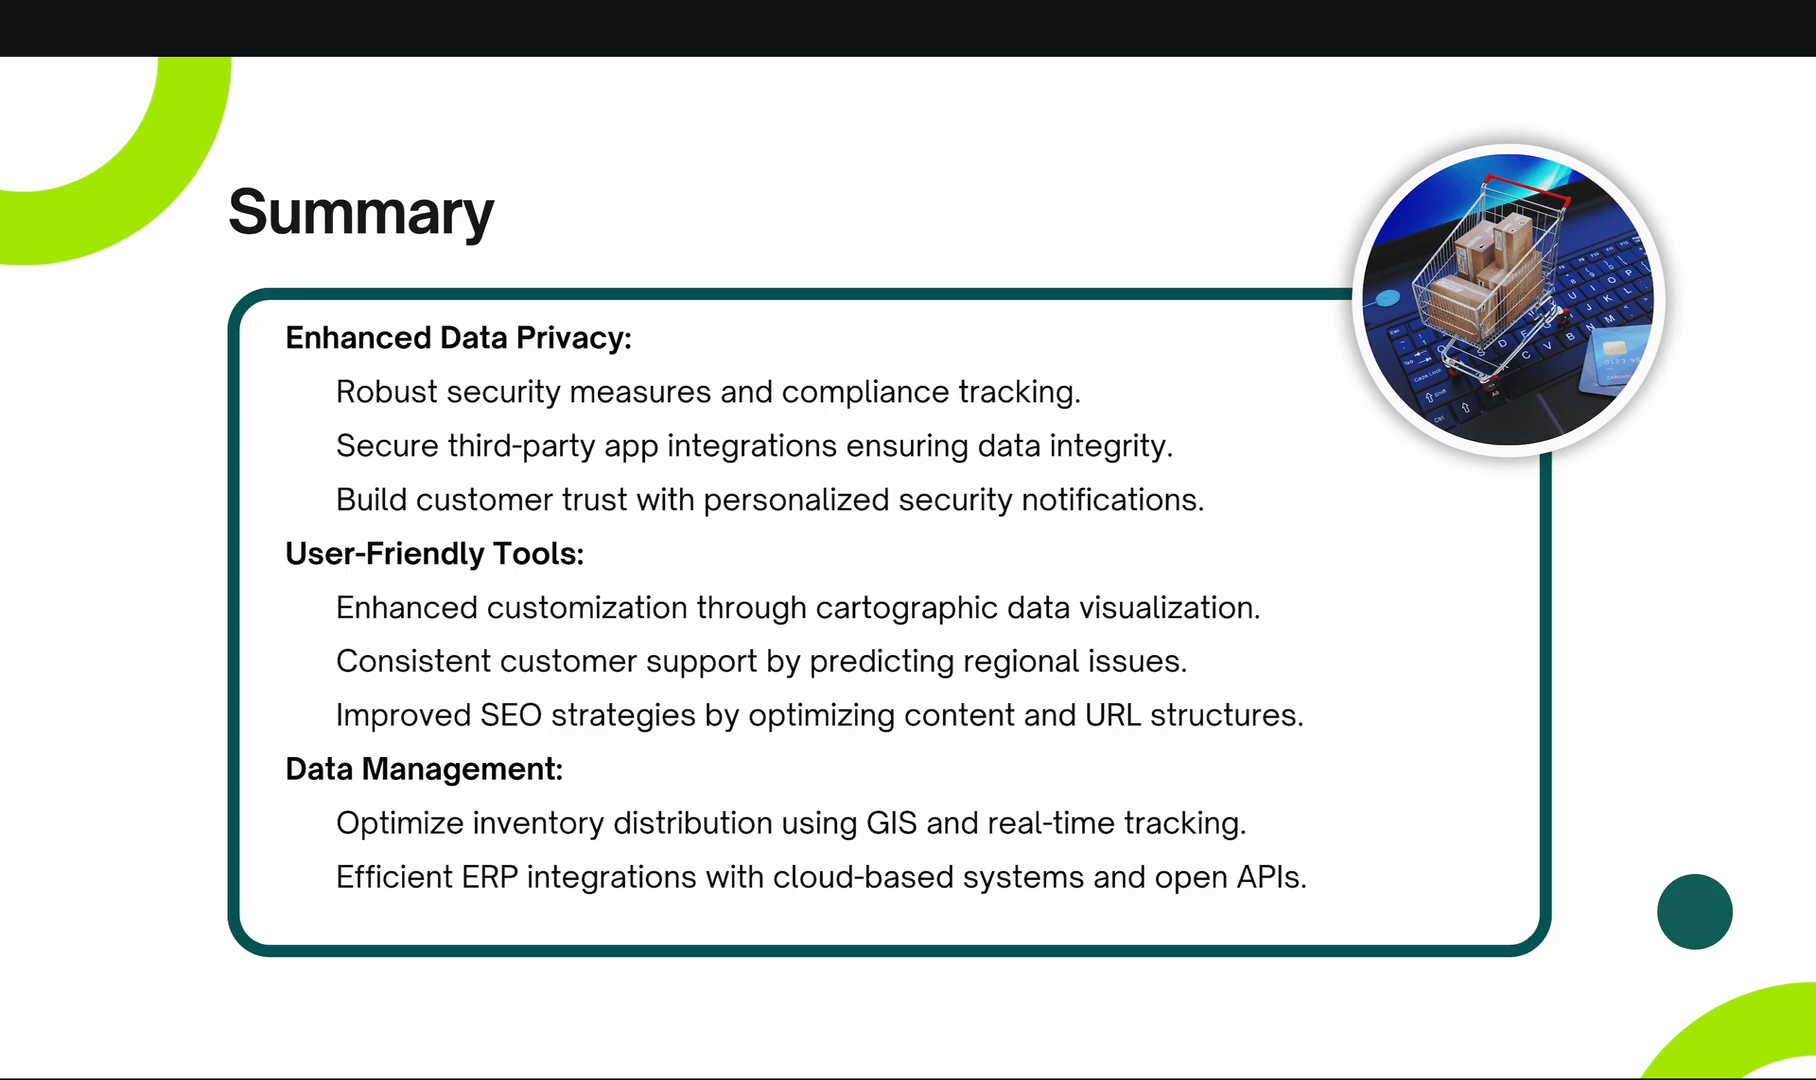 Summary
Enhanced Data Privacy:
Robust security measures and compliance tracking.
Secure third-party app integrations ensuring data integrity.
Build customer trust with personalized security notifications.
User-Friendly Tools:
Enhanced customization through cartographic data visualization.
Consistent customer support by predicting regional issues.
Improved SEO strategies by optimizing content and URL structures.
Data Management:
Optimize inventory distribution using GIS and real-time tracking.
Efficient ERP integrations with cloud-based systems and open APIs.